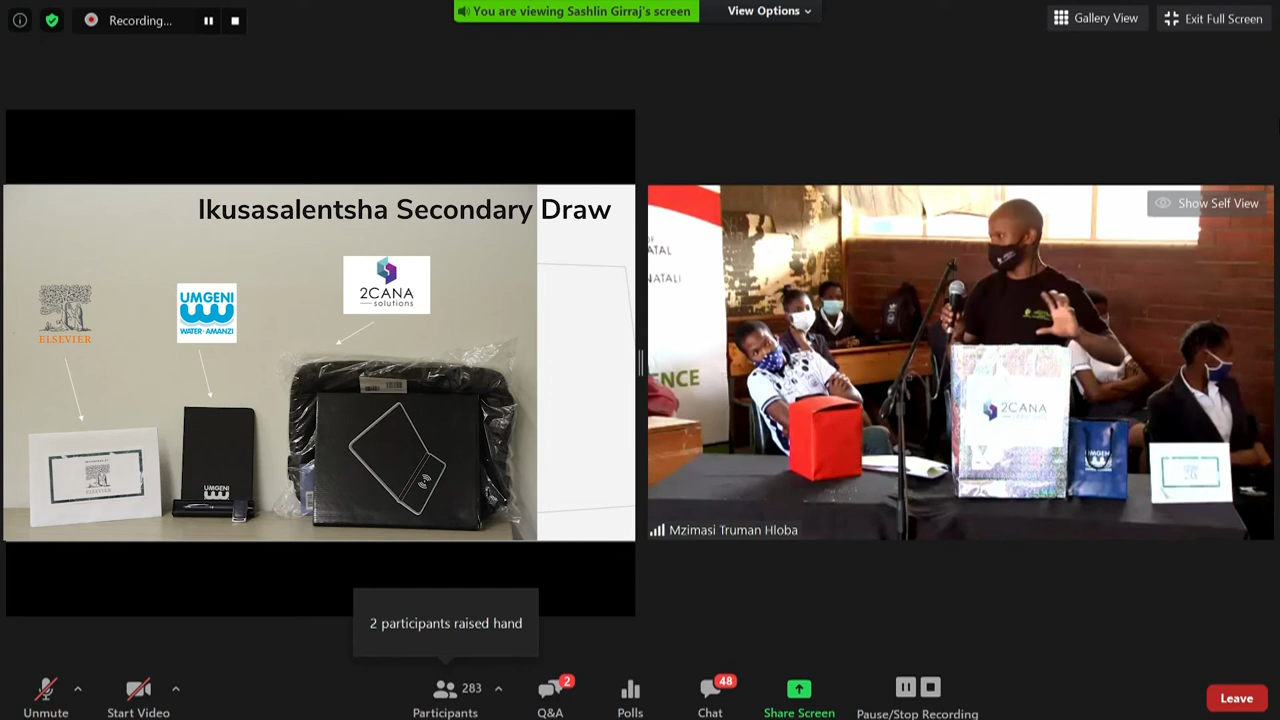 Recording...
You are viewing Sashlin Girraj's screen
View Options
Gallery View
Exit Full Screen
Ikusasalentsha Secondary Draw
ELSEVIER
UMGENI
WATER·AMANZI
2CANA
solutions
ELSEVIER
UMGENI
Show Self View
OF
ATAL
NATALI
ENCE
2CANA
UMGENI
Mzimasi Truman Hloba
2 participants raised hand
283
2
48
Unmute
Start Video
Participants
Q&A
Polls
Chat
Share Screen
Pause/Stop Recording
Leave